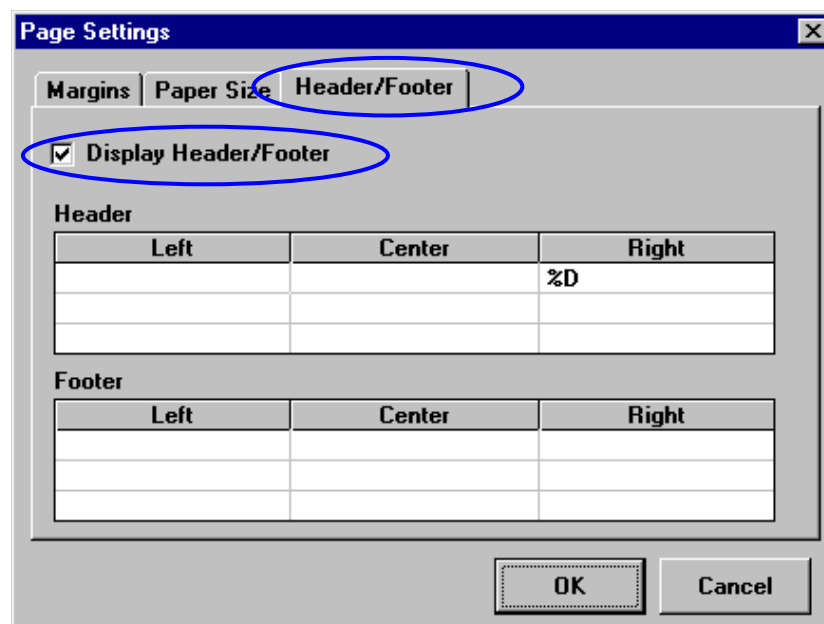 Page Settings
Margins Paper Size Header/Footer
Display Header/Footer
Header
Left Center Right
%D
Footer
Left Center Right
OK Cancel